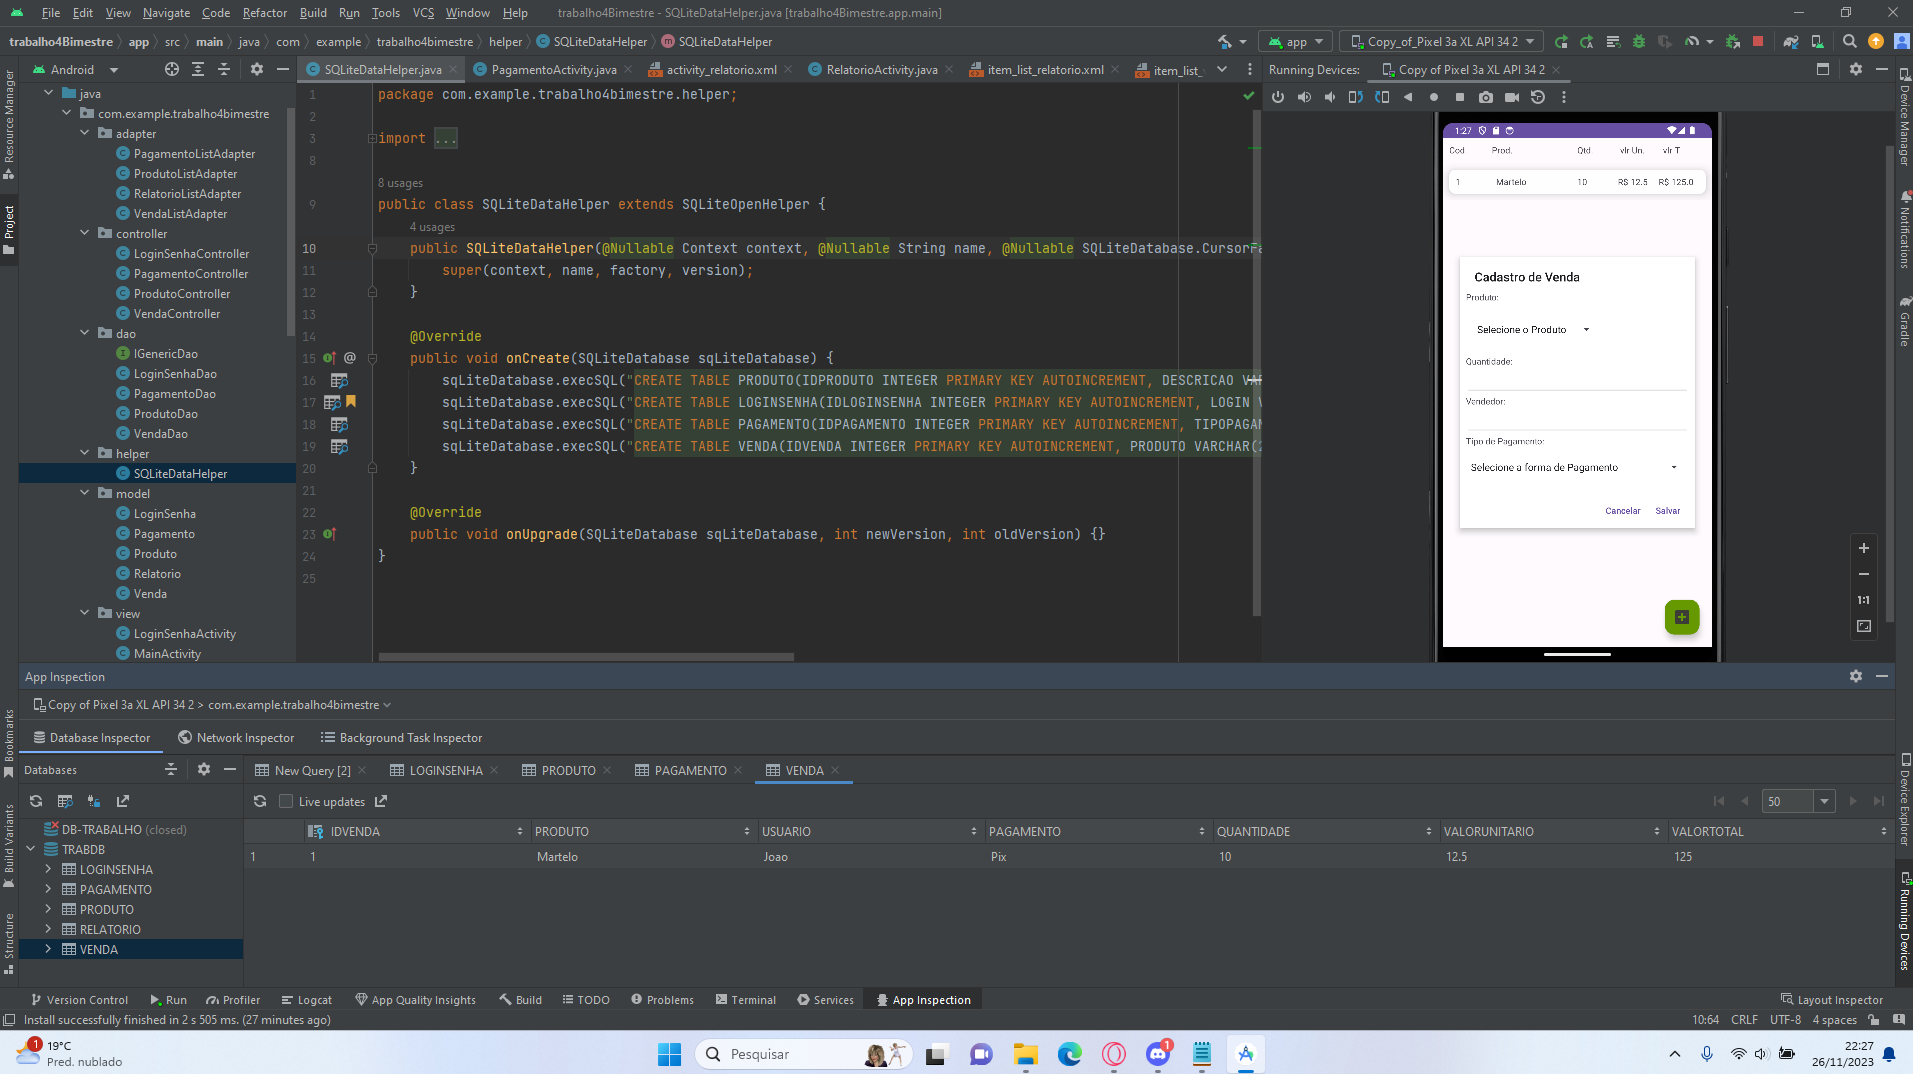 File Edit View Navigate Code Refactor Build Run Tools VCS Window Help trabalho4Bimestre - SQLiteDataHelper.java [trabalho4Bimestre.app.main]
trabalho4Bimestre app src main java com example trabalho4bimestre helper SQLiteDataHelper SQLiteDataHelper app Copy_of_Pixel 3a XL API 34 2
Android SQLiteDataHelper.java PagamentoActivity.java activity_relatorio.xml RelatorioActivity.java item_list_relatorio.xml item_list_ Running Devices: Copy of Pixel 3a XL API 34 2
Resource Manager
Project
Bookmarks
Build Variants
Structure
java
com.example.trabalho4bimestre
adapter
PagamentoListAdapter
ProdutoListAdapter
RelatorioListAdapter
VendaListAdapter
controller
LoginSenhaController
PagamentoController
ProdutoController
VendaController
dao
IGenericDao
LoginSenhaDao
PagamentoDao
ProdutoDao
VendaDao
helper
SQLiteDataHelper
model
LoginSenha
Pagamento
Produto
Relatorio
Venda
view
LoginSenhaActivity
MainActivity
1 package com.example.trabalho4bimestre.helper;
2
3 import ...
8
8 usages
9 public class SQLiteDataHelper extends SQLiteOpenHelper {
4 usages
10 public SQLiteDataHelper(@Nullable Context context, @Nullable String name, @Nullable SQLiteDatabase.CursorFa
11 super(context, name, factory, version);
12 }
13
14 @Override
15 public void onCreate(SQLiteDatabase sqLiteDatabase) {
16 sqLiteDatabase.execSQL("CREATE TABLE PRODUTO(IDPRODUTO INTEGER PRIMARY KEY AUTOINCREMENT, DESCRICAO VAR
17 sqLiteDatabase.execSQL("CREATE TABLE LOGINSENHA(IDLOGINSENHA INTEGER PRIMARY KEY AUTOINCREMENT, LOGIN V
18 sqLiteDatabase.execSQL("CREATE TABLE PAGAMENTO(IDPAGAMENTO INTEGER PRIMARY KEY AUTOINCREMENT, TIPOPAGAM
19 sqLiteDatabase.execSQL("CREATE TABLE VENDA(IDVENDA INTEGER PRIMARY KEY AUTOINCREMENT, PRODUTO VARCHAR(2
20 }
21
22 @Override
23 public void onUpgrade(SQLiteDatabase sqLiteDatabase, int newVersion, int oldVersion) {}
24 }
25
1:27
Cod Prod. Qtd. vlr Un. vlr T
1 Martelo 10 R$ 12.5 R$ 125.0
Cadastro de Venda
Produto:
Selecione o Produto
Quantidade:
Vendedor:
Tipo de Pagamento:
Selecione a forma de Pagamento
Cancelar Salvar
1:1
Device Manager
Notifications
Gradle
Device Explorer
Running Devices
App Inspection
Copy of Pixel 3a XL API 34 2 > com.example.trabalho4bimestre
Database Inspector Network Inspector Background Task Inspector
Databases New Query [2] LOGINSENHA PRODUTO PAGAMENTO VENDA
Live updates 50
DB-TRABALHO (closed)
TRABDB
LOGINSENHA
PAGAMENTO
PRODUTO
RELATORIO
VENDA
IDVENDA PRODUTO USUARIO PAGAMENTO QUANTIDADE VALORUNITARIO VALORTOTAL
1 1 Martelo Joao Pix 10 12.5 125
Version Control Run Profiler Logcat App Quality Insights Build TODO Problems Terminal Services App Inspection Layout Inspector
Install successfully finished in 2 s 505 ms. (27 minutes ago) 10:64 CRLF UTF-8 4 spaces
1 19°C
Pred. nublado
Pesquisar
1
22:27
26/11/2023